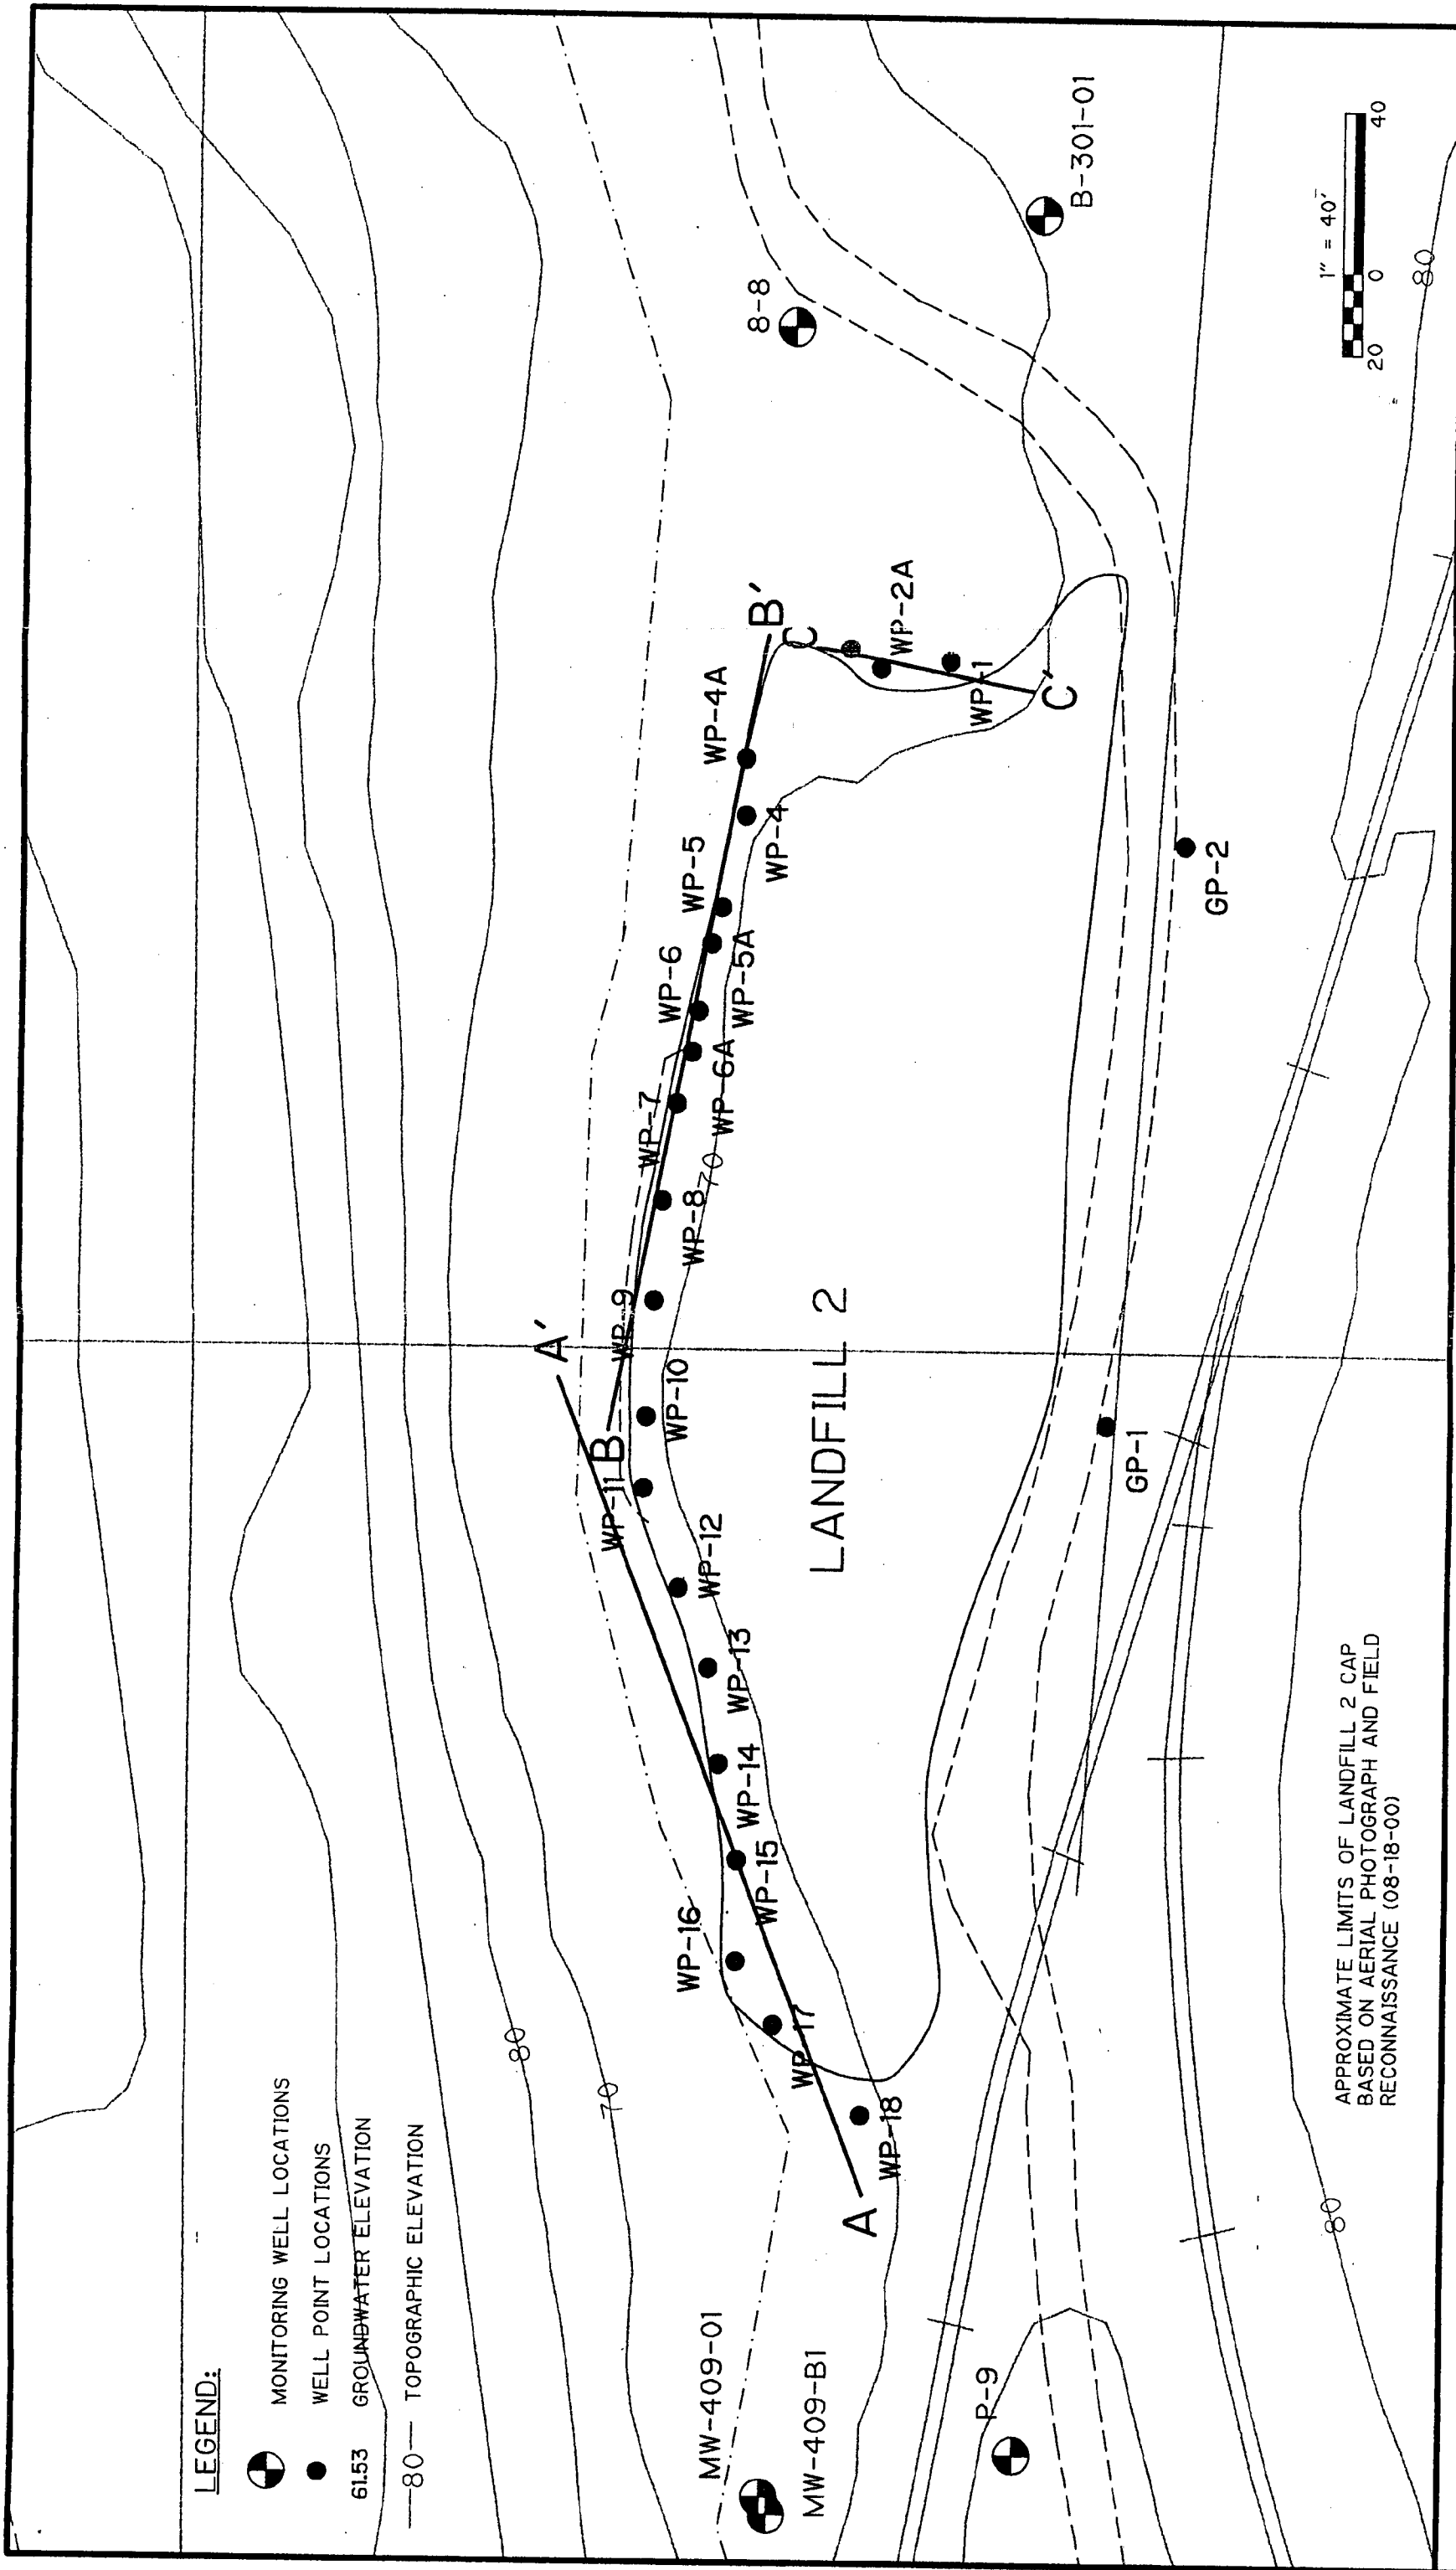 LEGEND:
MONITORING WELL LOCATIONS
WELL POINT LOCATIONS
61.53 GROUNDWATER ELEVATION
80 TOPOGRAPHIC ELEVATION
80
70
A'
B'
8-8
B-301-01
MW-409-01
MW-409-B1
P-9
A
WP-18
WP-17
WP-16
WP-15
WP-14
WP-13
WP-12
WP-11
B
WP-10
WP-9
WP-8
70
WP-7
WP-6A
WP-6
WP-5A
WP-5
WP-4
WP-4A
C
WP-2A
WP-1
C'
LANDFILL 2
GP-1
GP-2
80
APPROXIMATE LIMITS OF LANDFILL 2 CAP
BASED ON AERIAL PHOTOGRAPH AND FIELD
RECONNAISSANCE (08-18-00)
1" = 40'
20 0 40
80